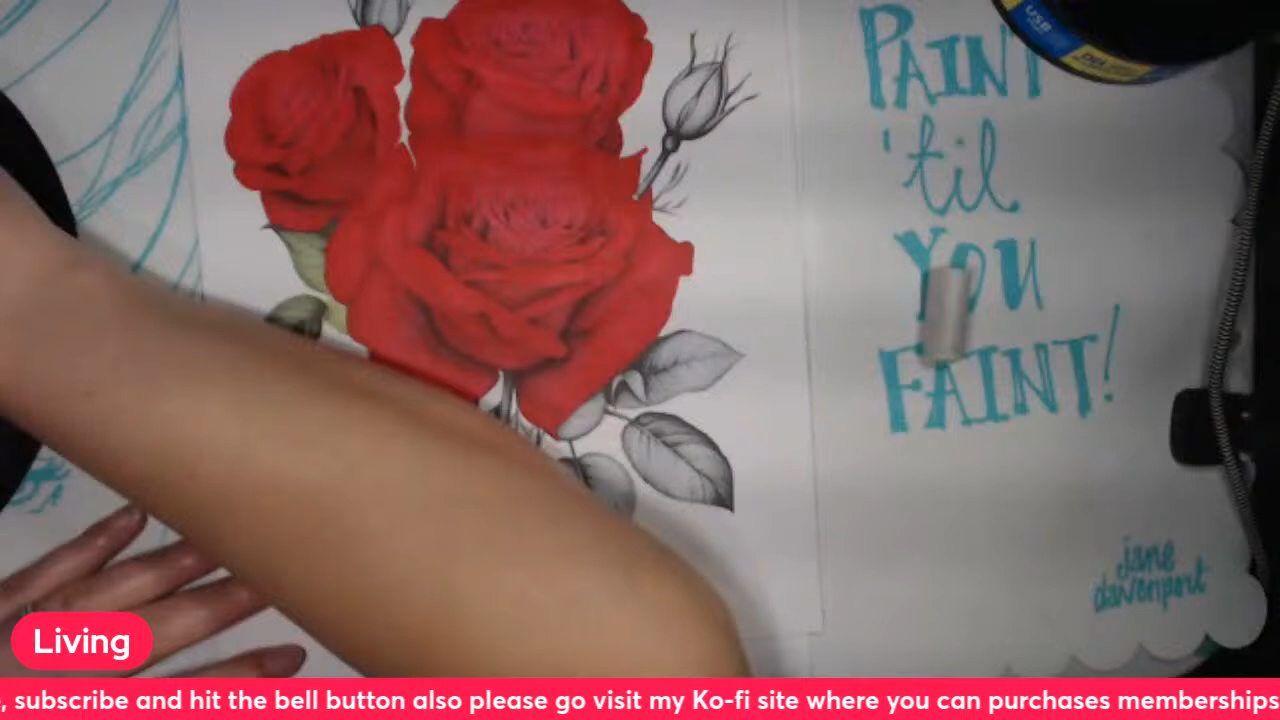 PAINT
'til
YOU
FAINT!
jane
davenport
Living
, subscribe and hit the bell button also please go visit my Ko-fi site where you can purchases memberships
USB